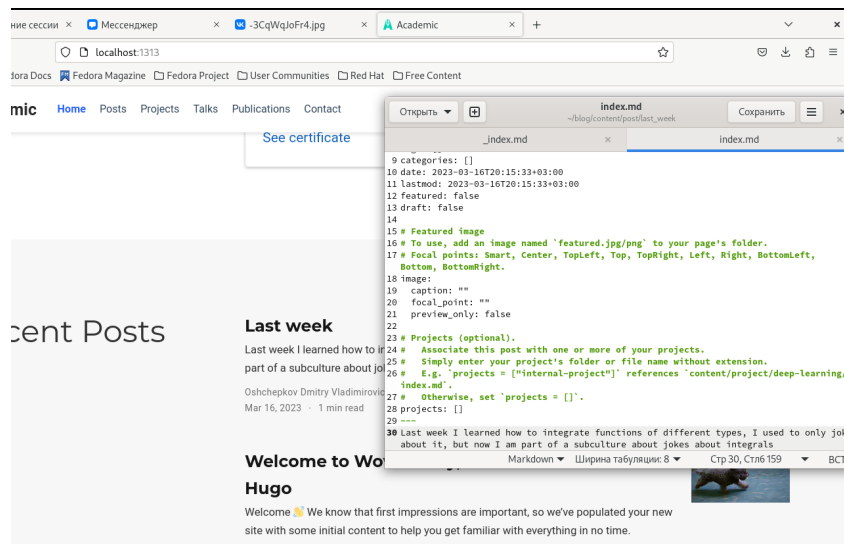 ние сессии ×
Мессенджер ×
-3CqWqJoFr4.jpg ×
Academic ×
localhost:1313
dora Docs Fedora Magazine Fedora Project User Communities Red Hat Free Content
mic Home Posts Projects Talks Publications Contact
See certificate
Открыть
index.md
~/blog/content/post/last_week
Сохранить
_index.md ×
index.md ×
9 categories: []
10 date: 2023-03-16T20:15:33+03:00
11 lastmod: 2023-03-16T20:15:33+03:00
12 featured: false
13 draft: false
14
15 # Featured image
16 # To use, add an image named `featured.jpg/png` to your page's folder.
17 # Focal points: Smart, Center, TopLeft, Top, TopRight, Left, Right, BottomLeft,
Bottom, BottomRight.
18 image:
19   caption: ""
20   focal_point: ""
21   preview_only: false
22
23 # Projects (optional).
24 #   Associate this post with one or more of your projects.
25 #   Simply enter your project's folder or file name without extension.
26 #   E.g. `projects = ["internal-project"]` references `content/project/deep-learning/
index.md`.
27 #   Otherwise, set `projects = []`.
28 projects: []
29 ---
30 Last week I learned how to integrate functions of different types, I used to only jok
about it, but now I am part of a subculture about jokes about integrals
Markdown Ширина табуляции: 8 Стр 30, Стлб 159 ВСТ
cent Posts
Last week
Last week I learned how to in
part of a subculture about jo
Oshchepkov Dmitry Vladimirovic
Mar 16, 2023 · 1 min read
Welcome to Wo
Hugo
Welcome 👋 We know that first impressions are important, so we've populated your new
site with some initial content to help you get familiar with everything in no time.